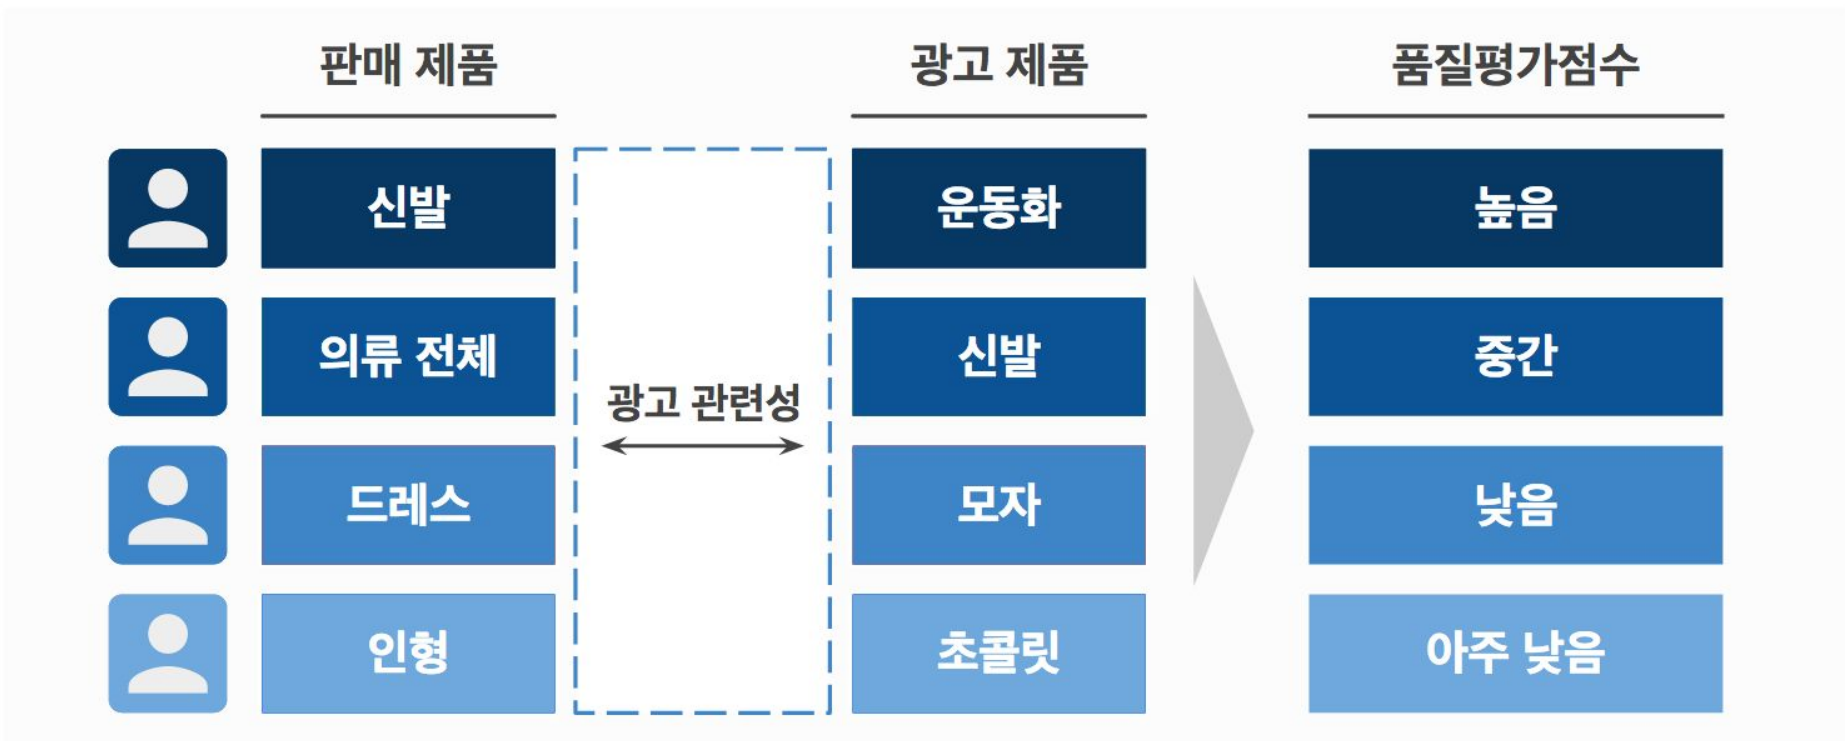 판매 제품
광고 제품
품질평가점수
신발
운동화
높음
의류 전체
신발
중간
광고 관련성
드레스
모자
낮음
인형
초콜릿
아주 낮음